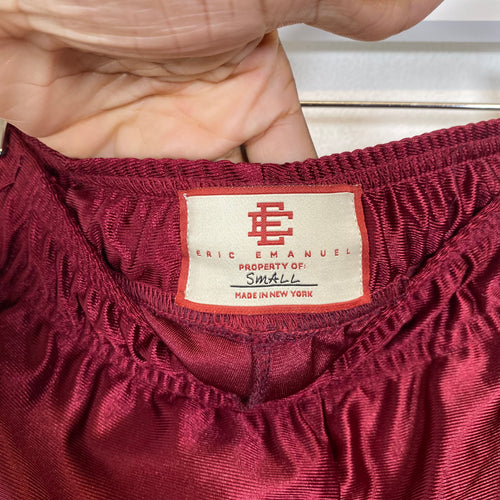 EE
ERIC EMANUEL
PROPERTY OF:
SMALL
MADE IN NEW YORK